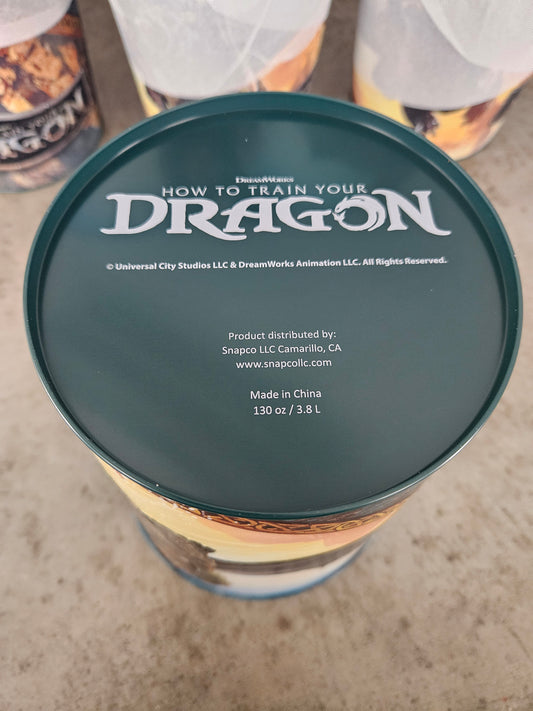 DRAGON
DREAMWORKS
HOW TO TRAIN YOUR
DRAGON
© Universal City Studios LLC & DreamWorks Animation LLC. All Rights Reserved.
Product distributed by:
Snapco LLC Camarillo, CA
www.snapcollc.com
Made in China
130 oz / 3.8 L